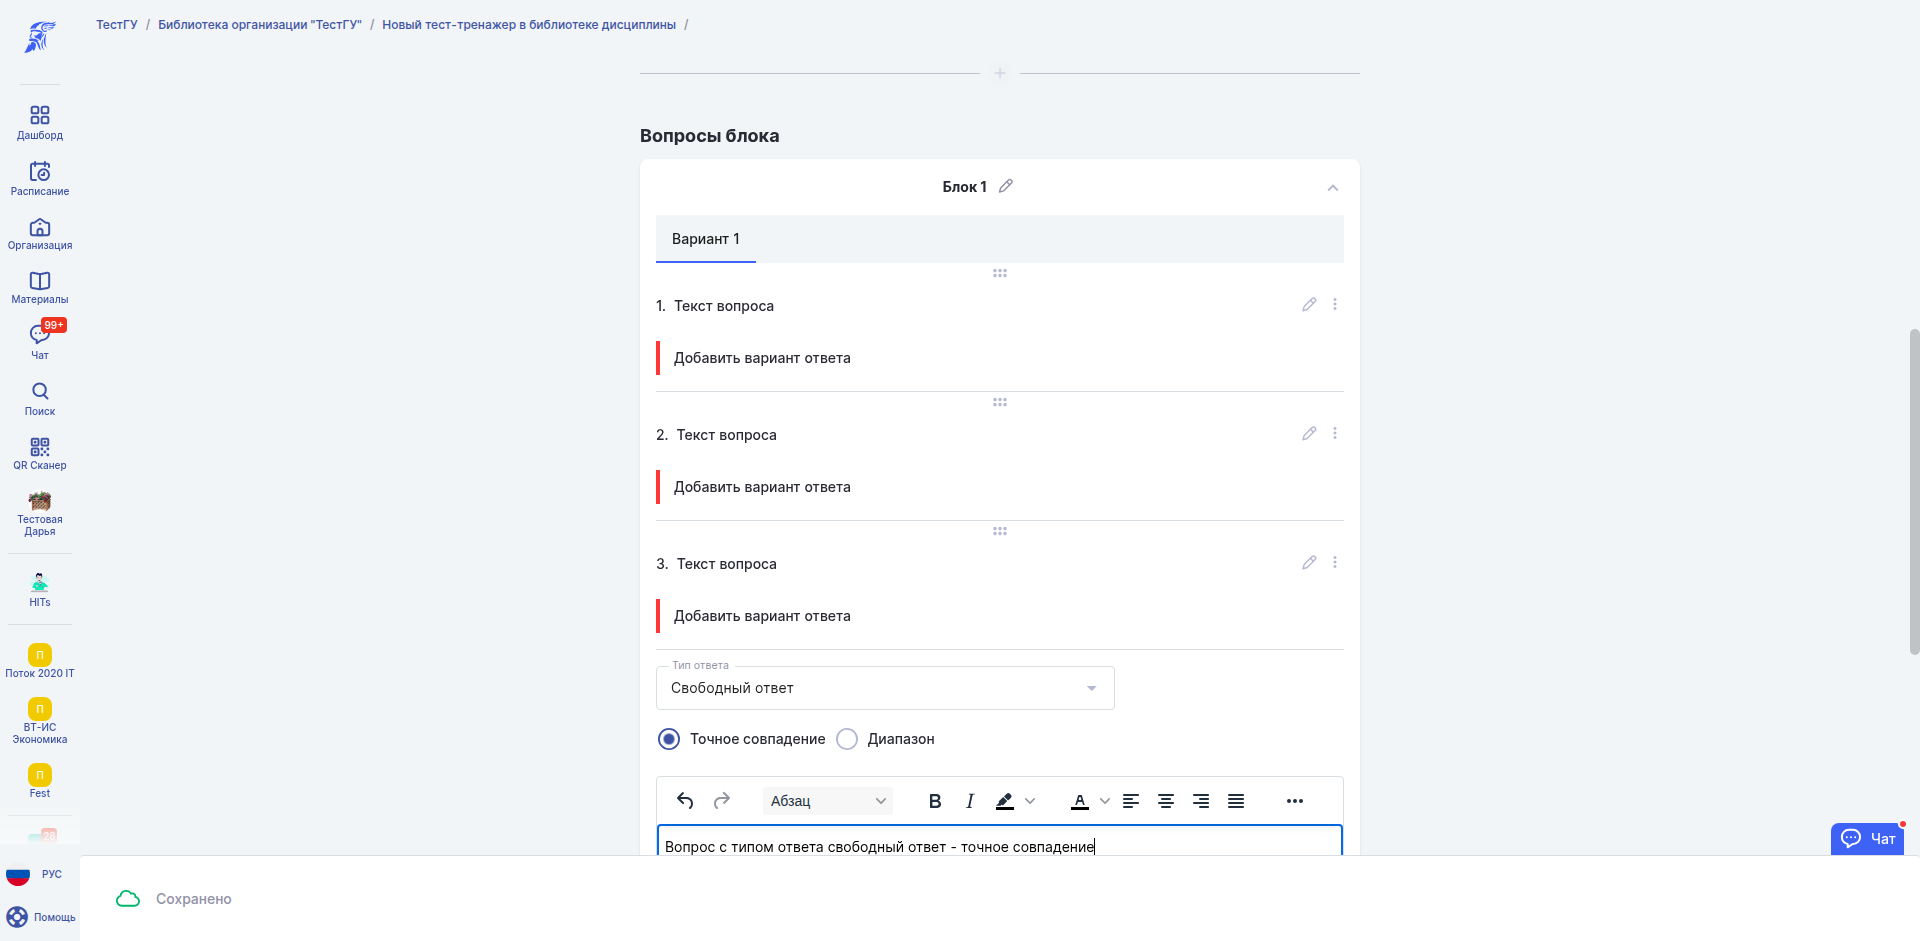 ТестГУ / Библиотека организации "ТестГУ" / Новый тест-тренажер в библиотеке дисциплины /
Дашборд
Расписание
Организация
Материалы
99+
Чат
Поиск
QR Сканер
Тестовая
Дарья
HITs
П
Поток 2020 IT
П
ВТ-ИС
Экономика
П
Fest
28
РУС
Помощь
Вопросы блока
Блок 1
Вариант 1
1. Текст вопроса
Добавить вариант ответа
2. Текст вопроса
Добавить вариант ответа
3. Текст вопроса
Добавить вариант ответа
Тип ответа
Свободный ответ
Точное совпадение
Диапазон
Абзац
B I A
Вопрос с типом ответа свободный ответ - точное совпадение
Чат
Сохранено